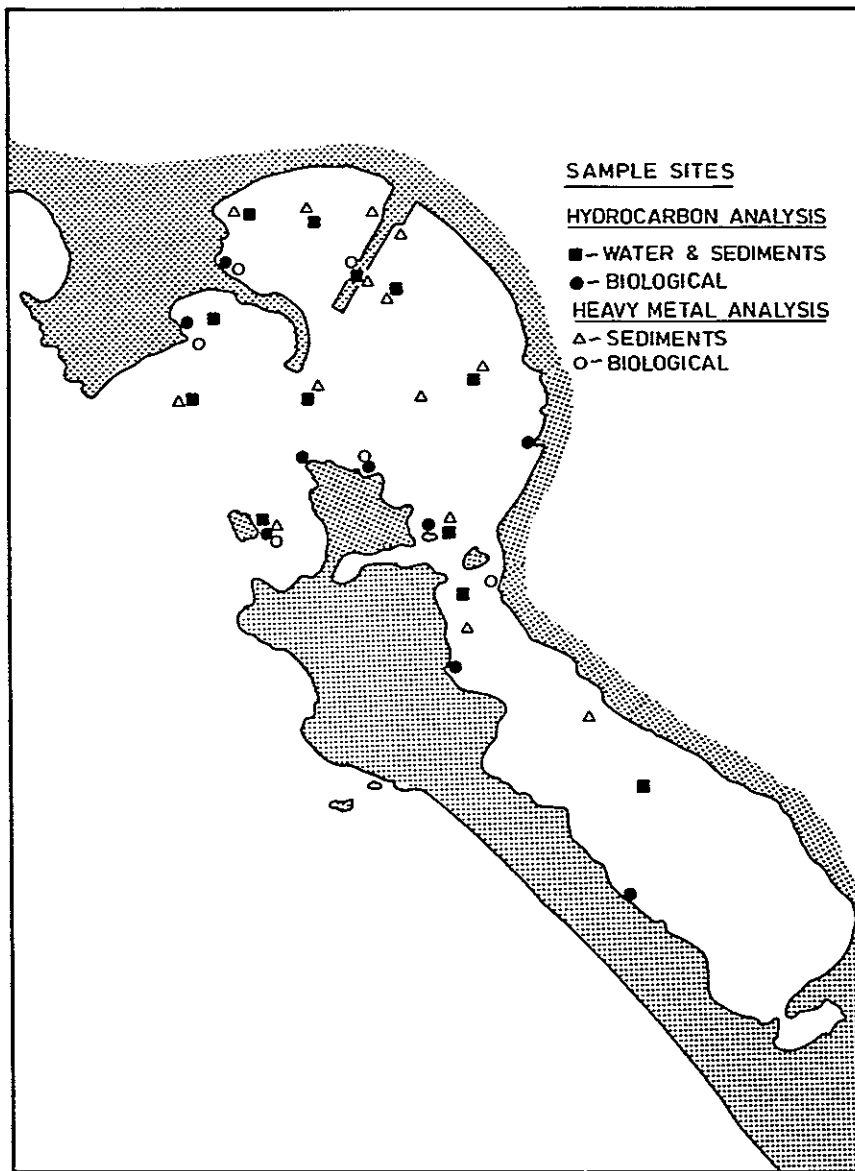 SAMPLE SITES
HYDROCARBON ANALYSIS
■ - WATER & SEDIMENTS
● - BIOLOGICAL
HEAVY METAL ANALYSIS
△ - SEDIMENTS
○ - BIOLOGICAL